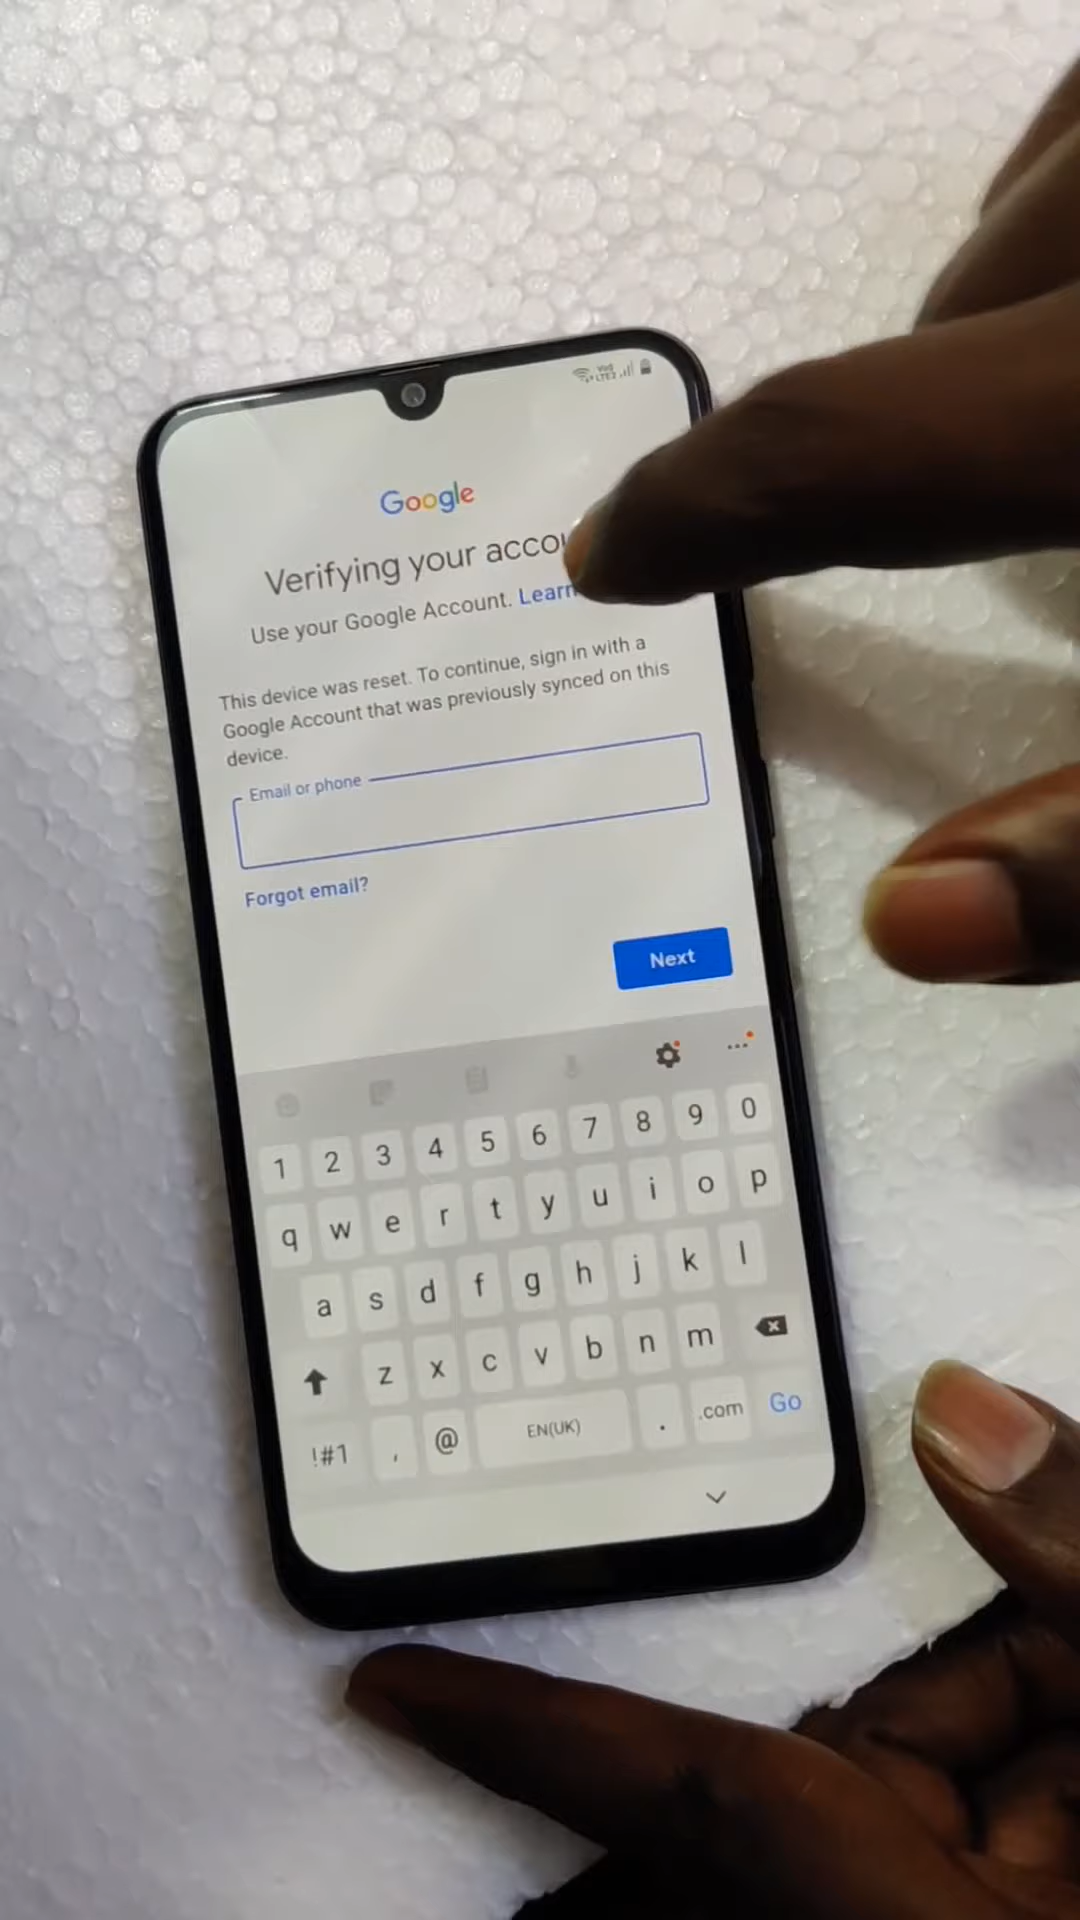 Vo))
LTE2
Google
Verifying your
Use your Google Account. Learn
This device was reset. To continue, sign in with a
Google Account that was previously synced on this
device.
Email or phone
Forgot email?
Next
1 2 3 4 5 6 7 8 9 0
q w e r t y u i o p
a s d f g h j k l
z x c v b n m
!#1 , @ EN(UK) . .com Go